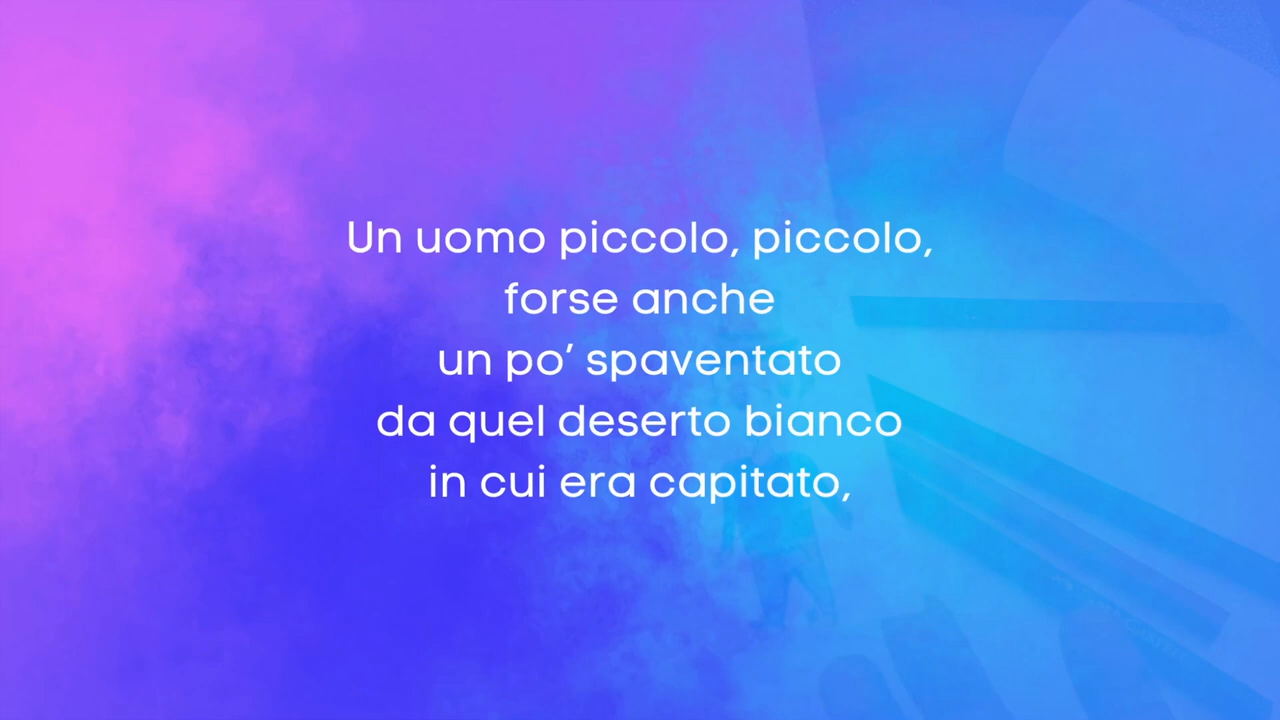 Un uomo piccolo, piccolo,
forse anche
un po’ spaventato
da quel deserto bianco
in cui era capitato,